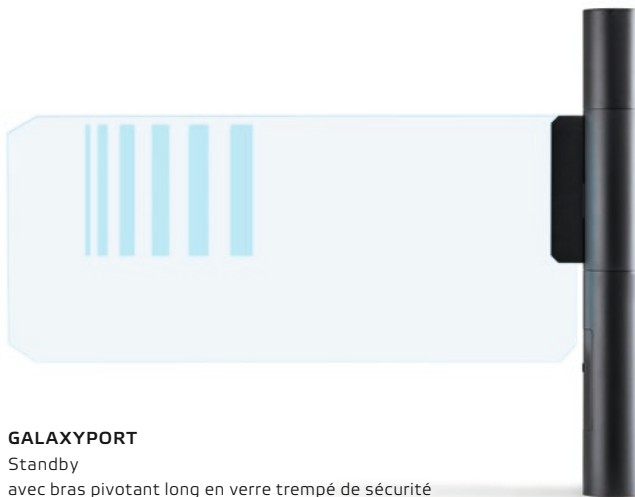 GALAXYPORT
Standby
avec bras pivotant long en verre trempé de sécurité